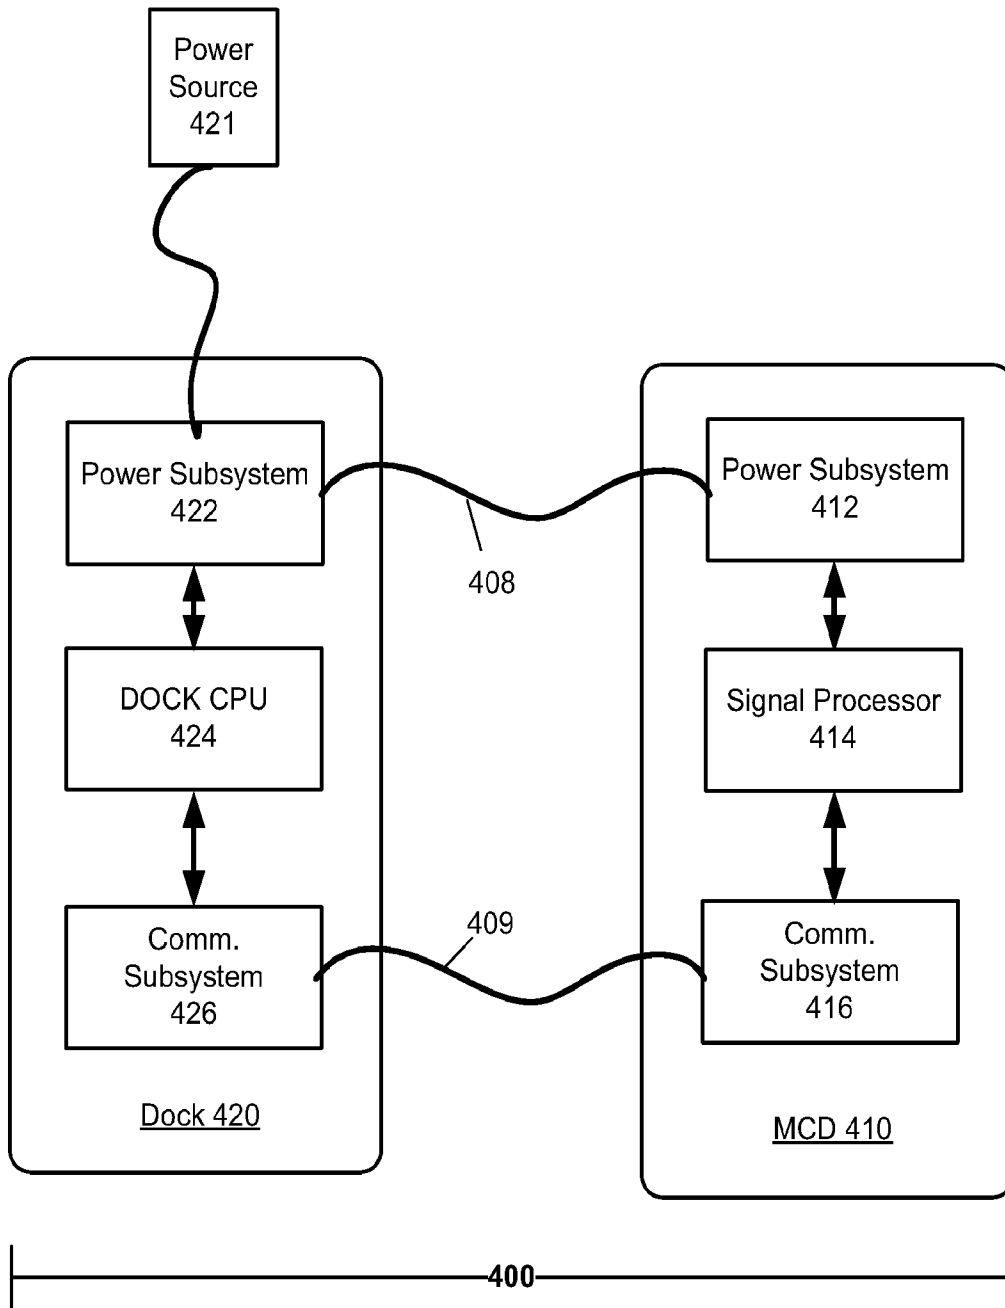 Power
Source
421
Power Subsystem
422
Power Subsystem
412
408
DOCK CPU
424
Signal Processor
414
409
Comm.
Subsystem
426
Comm.
Subsystem
416
Dock 420
MCD 410
400